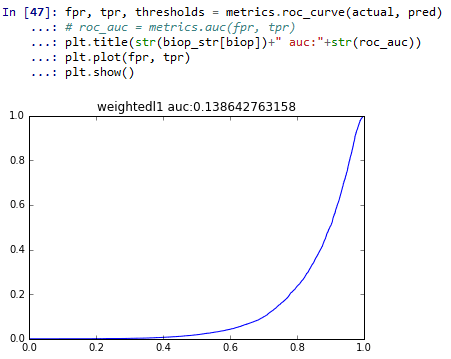 In [47]: fpr, tpr, thresholds = metrics.roc_curve(actual, pred)
...: # roc_auc = metrics.auc(fpr, tpr)
...: plt.title(str(biop_str[biop])+" auc:"+str(roc_auc))
...: plt.plot(fpr, tpr)
...: plt.show()
weightedl1 auc:0.138642763158
1.0
0.8
0.6
0.4
0.2
0.0
0.0 0.2 0.4 0.6 0.8 1.0